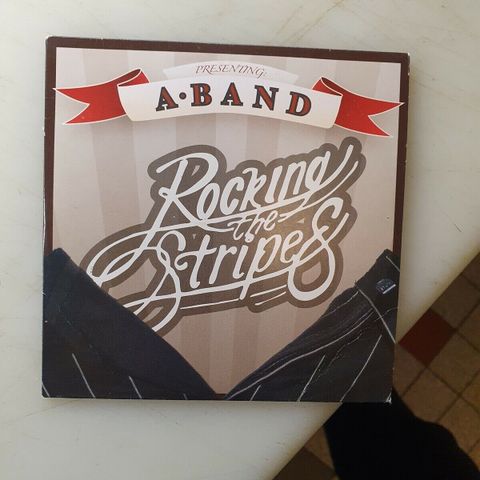 PRESENTING:
A•BAND
Rocking
the
Stripes